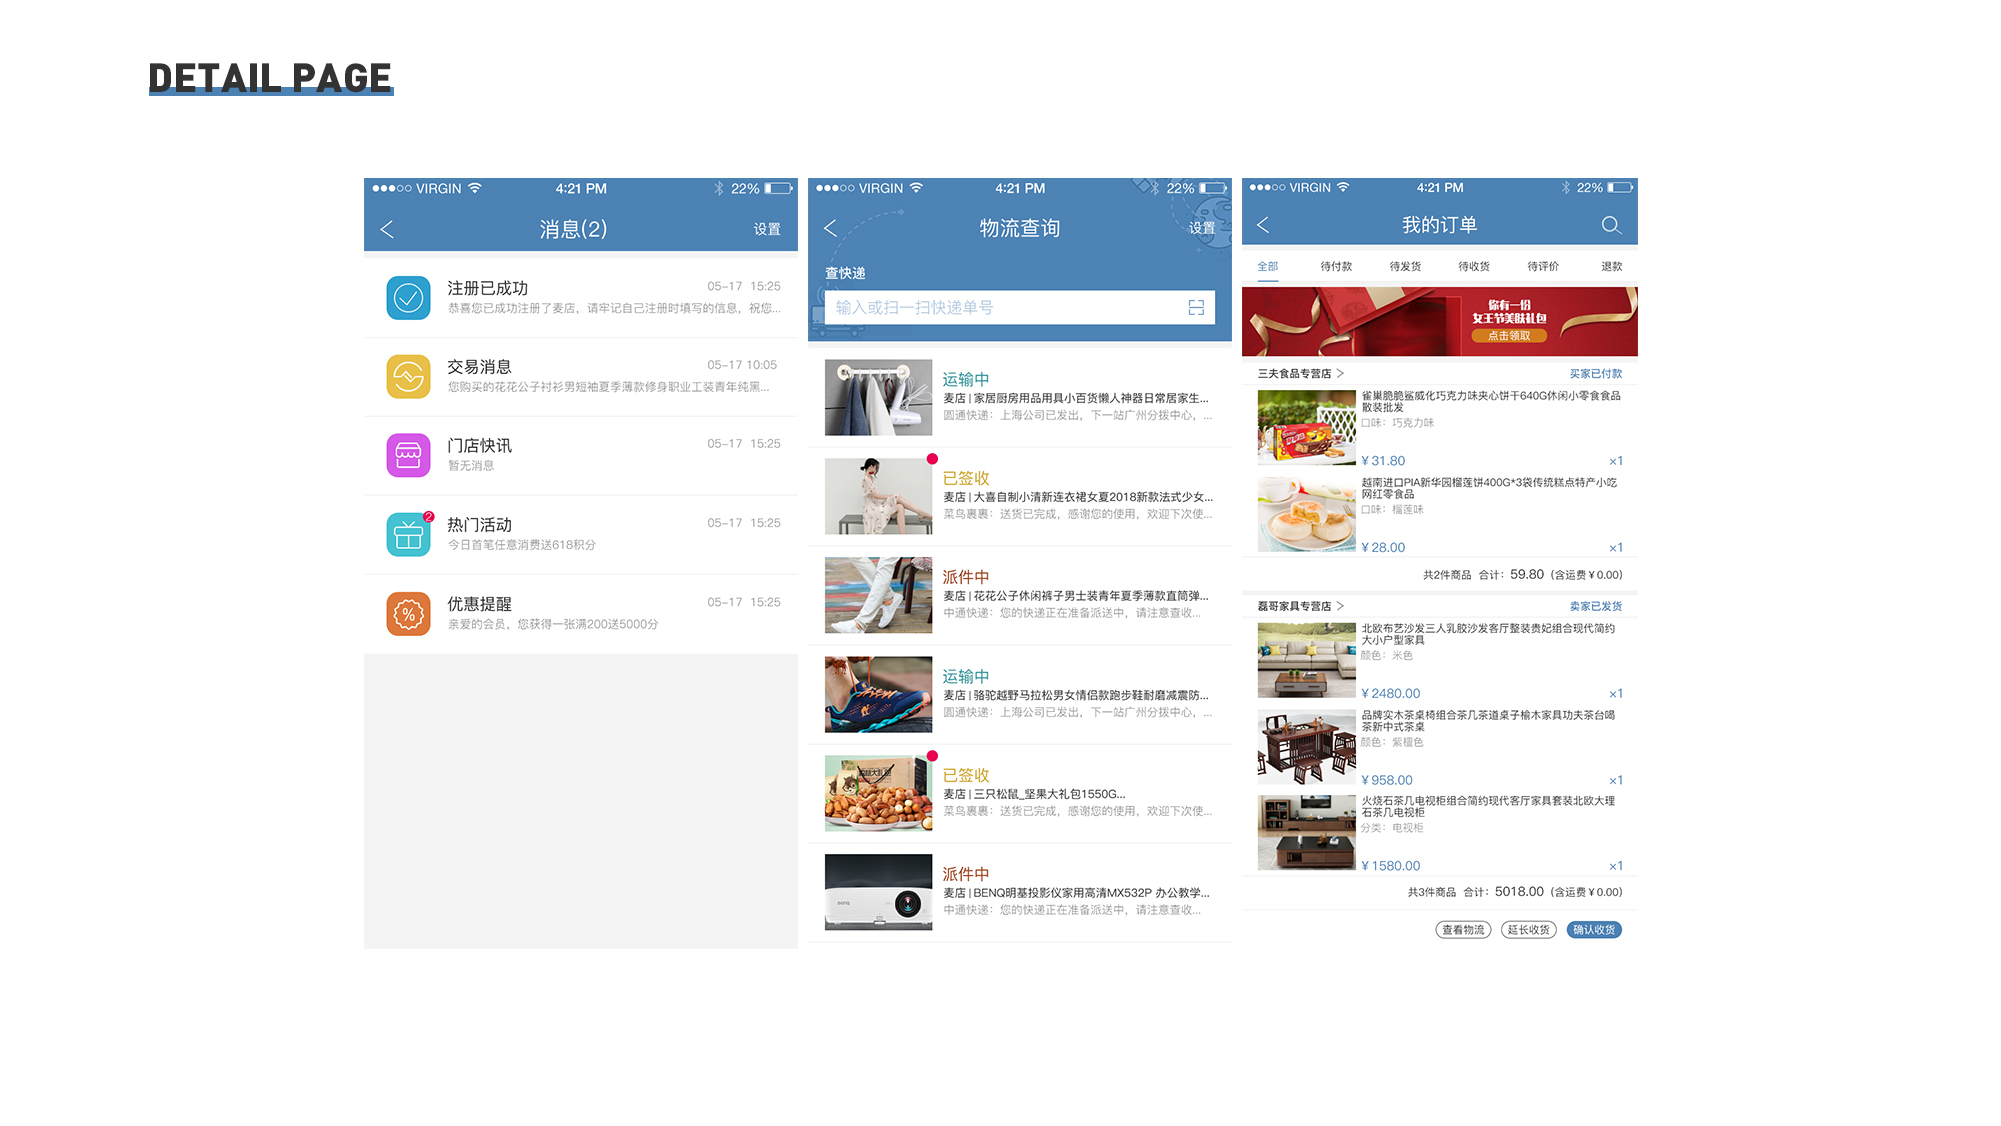 DETAIL PAGE
VIRGIN 4:21 PM 22%
消息(2) 设置
注册已成功 05-17 15:25
恭喜您已成功注册了麦店，请牢记自己注册时填写的信息，祝您...
交易消息 05-17 10:05
您购买的花花公子衬衫男短袖夏季薄款修身职业工装青年纯黑...
门店快讯 05-17 15:25
暂无消息
2
热门活动 05-17 15:25
今日首笔任意消费送618积分
优惠提醒 05-17 15:25
亲爱的会员，您获得一张满200送5000分
VIRGIN 4:21 PM 22%
物流查询 设置
查快递
输入或扫一扫快递单号
运输中
麦店 | 家居厨房用品用具小百货懒人神器日常居家生...
圆通快递：上海公司已发出，下一站广州分拨中心，...
已签收
麦店 | 大喜自制小清新连衣裙女夏2018新款法式少女...
菜鸟裹裹：送货已完成，感谢您的使用，欢迎下次使...
派件中
麦店 | 花花公子休闲裤子男士装青年夏季薄款直筒弹...
中通快递：您的快递正在准备派送中，请注意查收...
运输中
麦店 | 骆驼越野马拉松男女情侣款跑步鞋耐磨减震防...
圆通快递：上海公司已发出，下一站广州分拨中心，...
已签收
麦店 | 三只松鼠_坚果大礼包1550G...
菜鸟裹裹：送货已完成，感谢您的使用，欢迎下次使...
派件中
麦店 | BENQ明基投影仪家用高清MX532P 办公教学...
中通快递：您的快递正在准备派送中，请注意查收...
BenQ
VIRGIN 4:21 PM 22%
我的订单
全部 待付款 待发货 待收货 待评价 退款
你有一份
女王节美肤礼包
点击领取
三夫食品专营店 > 买家已付款
雀巢脆脆鲨威化巧克力味夹心饼干640G休闲小零食食品
散装批发
口味：巧克力味
¥31.80 ×1
越南进口PIA新华园榴莲饼400G*3袋传统糕点特产小吃
网红零食品
口味：榴莲味
¥28.00 ×1
共2件商品 合计：59.80（含运费¥0.00）
磊哥家具专营店 > 卖家已发货
北欧布艺沙发三人乳胶沙发客厅整装贵妃组合现代简约
大小户型家具
颜色：米色
¥2480.00 ×1
品牌实木茶桌椅组合茶几茶道桌子榆木家具功夫茶台喝
茶新中式茶桌
颜色：紫檀色
¥958.00 ×1
火烧石茶几电视柜组合简约现代客厅家具套装北欧大理
石茶几电视柜
分类：电视柜
¥1580.00 ×1
共3件商品 合计：5018.00（含运费¥0.00）
查看物流 延长收货 确认收货